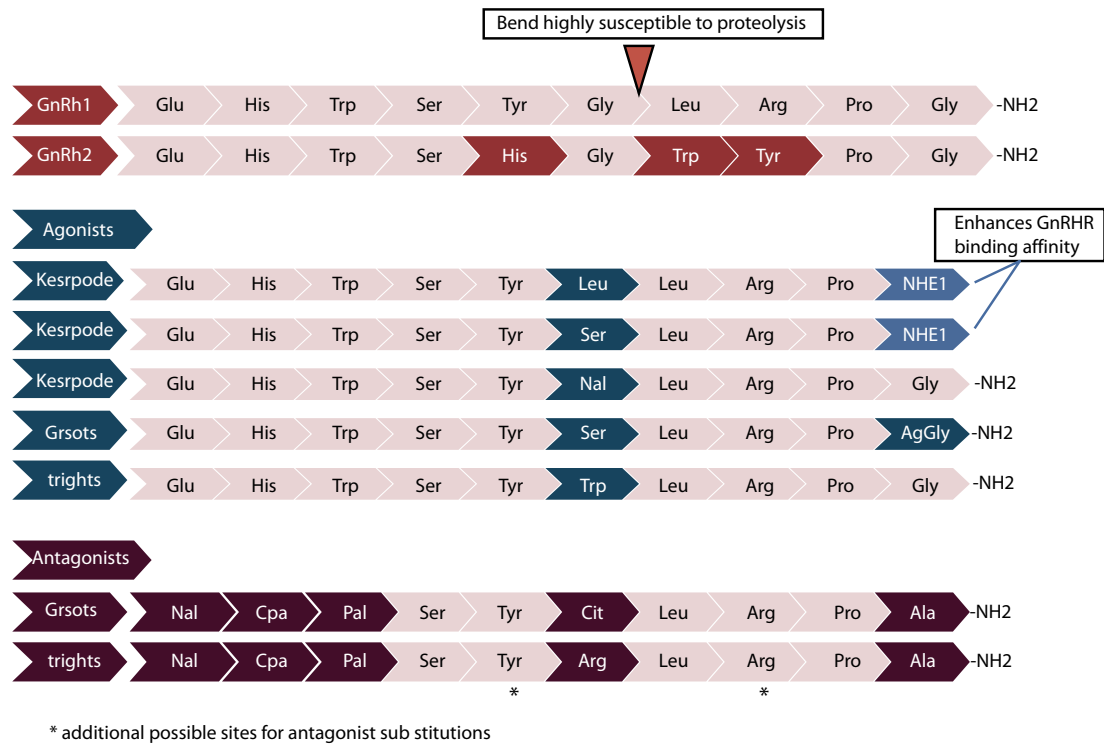 Bend highly susceptible to proteolysis
GnRh1 Glu His Trp Ser Tyr Gly Leu Arg Pro Gly -NH2
GnRh2 Glu His Trp Ser His Gly Trp Tyr Pro Gly -NH2
Agonists
Enhances GnRHR
binding affinity
Kesrpode Glu His Trp Ser Tyr Leu Leu Arg Pro NHE1
Kesrpode Glu His Trp Ser Tyr Ser Leu Arg Pro NHE1
Kesrpode Glu His Trp Ser Tyr Nal Leu Arg Pro Gly -NH2
Grsots Glu His Trp Ser Tyr Ser Leu Arg Pro AgGly -NH2
trights Glu His Trp Ser Tyr Trp Leu Arg Pro Gly -NH2
Antagonists
Grsots Nal Cpa Pal Ser Tyr Cit Leu Arg Pro Ala -NH2
trights Nal Cpa Pal Ser Tyr Arg Leu Arg Pro Ala -NH2
* *
* additional possible sites for antagonist sub stitutions